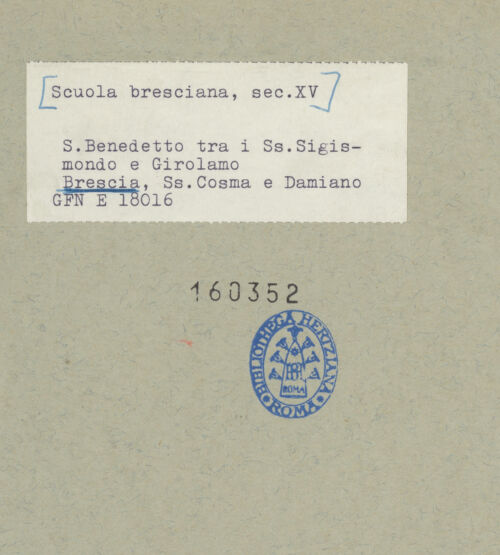 [Scuola bresciana, sec.XV]
S.Benedetto tra i Ss.Sigis-
mondo e Girolamo
Brescia, Ss.Cosma e Damiano
GFN E 18016
160352
BIBLIOTHECA HERTZIANA
BH
ROMA
ROMA